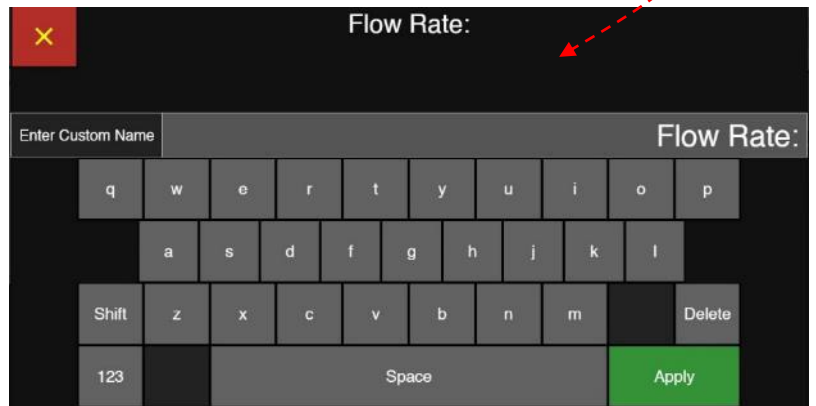 × Flow Rate:
Enter Custom Name Flow Rate:
q w e r t y u i o p
a s d f g h j k l
Shift z x c v b n m Delete
123 Space Apply